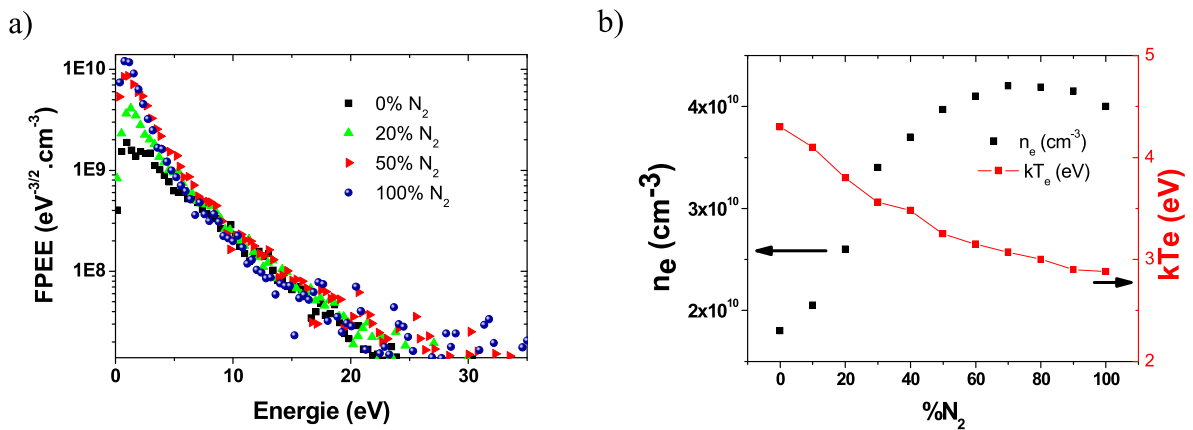 a)
1E10
1E9
1E8
FPEE (eV-3/2.cm-3)
0% N2
20% N2
50% N2
100% N2
0
10
20
30
Energie (eV)
b)
4x10^10
3x10^10
2x10^10
ne (cm-3)
ne (cm-3)
kTe (eV)
5
4
3
2
kTe (eV)
0
20
40
60
80
100
%N2